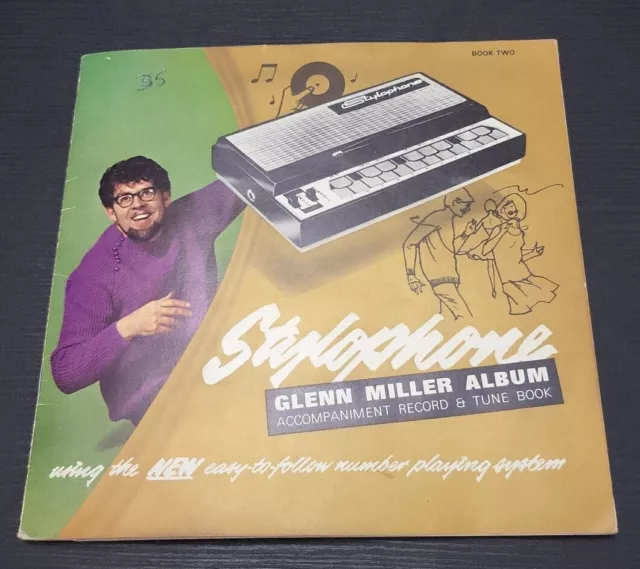 BOOK TWO
35
Stylophone
Stylophone
GLENN MILLER ALBUM
ACCOMPANIMENT RECORD & TUNE BOOK
using the NEW easy-to-follow number playing system